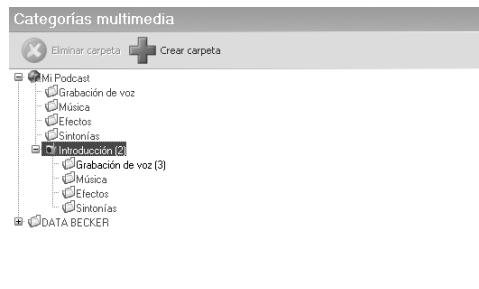 Categorías multimedia
Eliminar carpeta Crear carpeta
Mi Podcast
Grabación de voz
Música
Efectos
Sintonías
Introducción (2)
Grabación de voz (3)
Música
Efectos
Sintonías
DATA BECKER